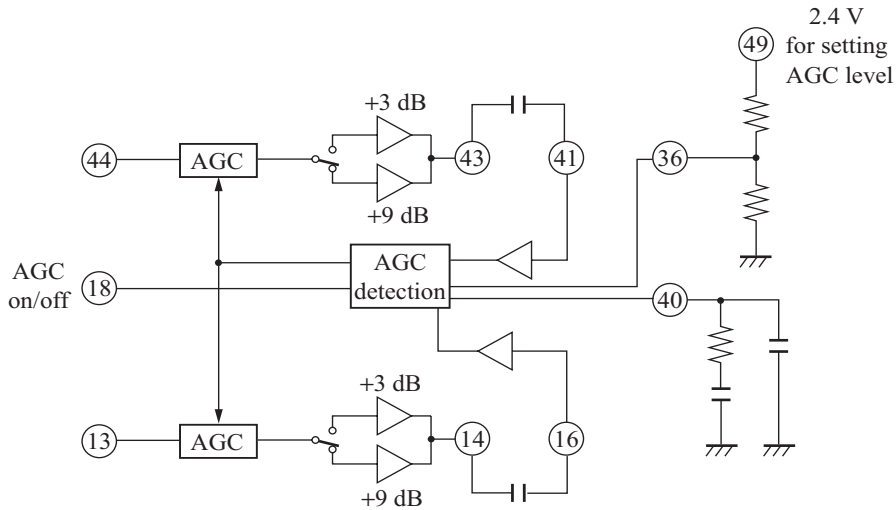 2.4 V
49
for setting
AGC level
+3 dB
44
AGC
43
41
36
+9 dB
AGC
on/off
18
AGC
detection
40
+3 dB
13
AGC
14
16
+9 dB